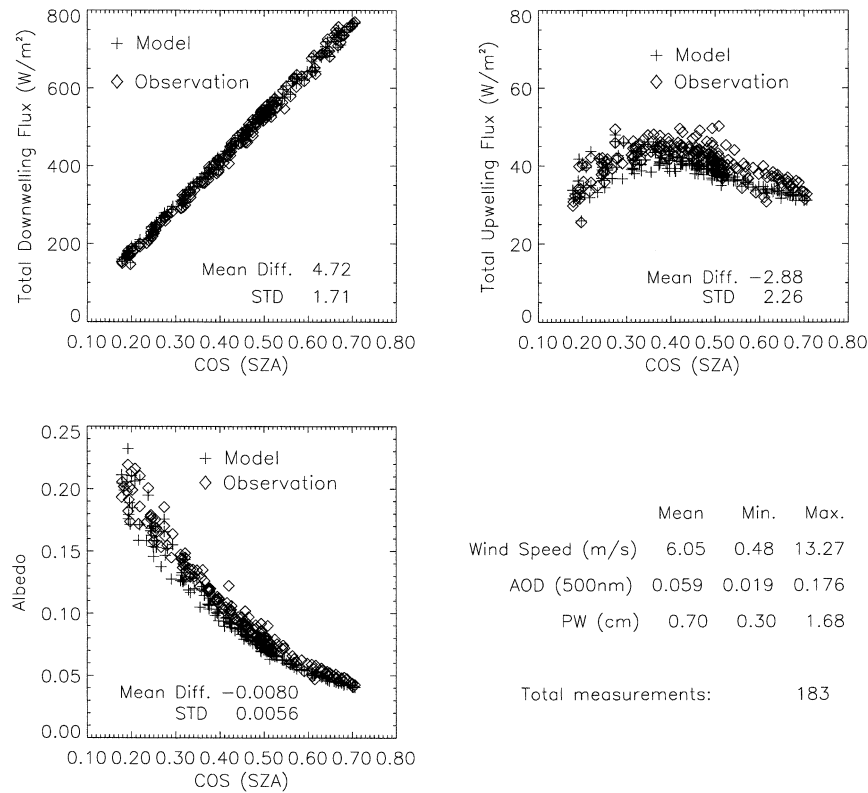 800
600
400
200
0
Total Downwelling Flux (W/m²)
+ Model
◇ Observation
Mean Diff. 4.72
STD 1.71
0.10 0.20 0.30 0.40 0.50 0.60 0.70 0.80
COS (SZA)
80
60
40
20
0
Total Upwelling Flux (W/m²)
+ Model
◇ Observation
Mean Diff. −2.88
STD 2.26
0.10 0.20 0.30 0.40 0.50 0.60 0.70 0.80
COS (SZA)
0.25
0.20
0.15
0.10
0.05
0.00
Albedo
+ Model
◇ Observation
Mean Diff. −0.0080
STD 0.0056
0.10 0.20 0.30 0.40 0.50 0.60 0.70 0.80
COS (SZA)
Mean Min. Max.
Wind Speed (m/s) 6.05 0.48 13.27
AOD (500nm) 0.059 0.019 0.176
PW (cm) 0.70 0.30 1.68
Total measurements: 183